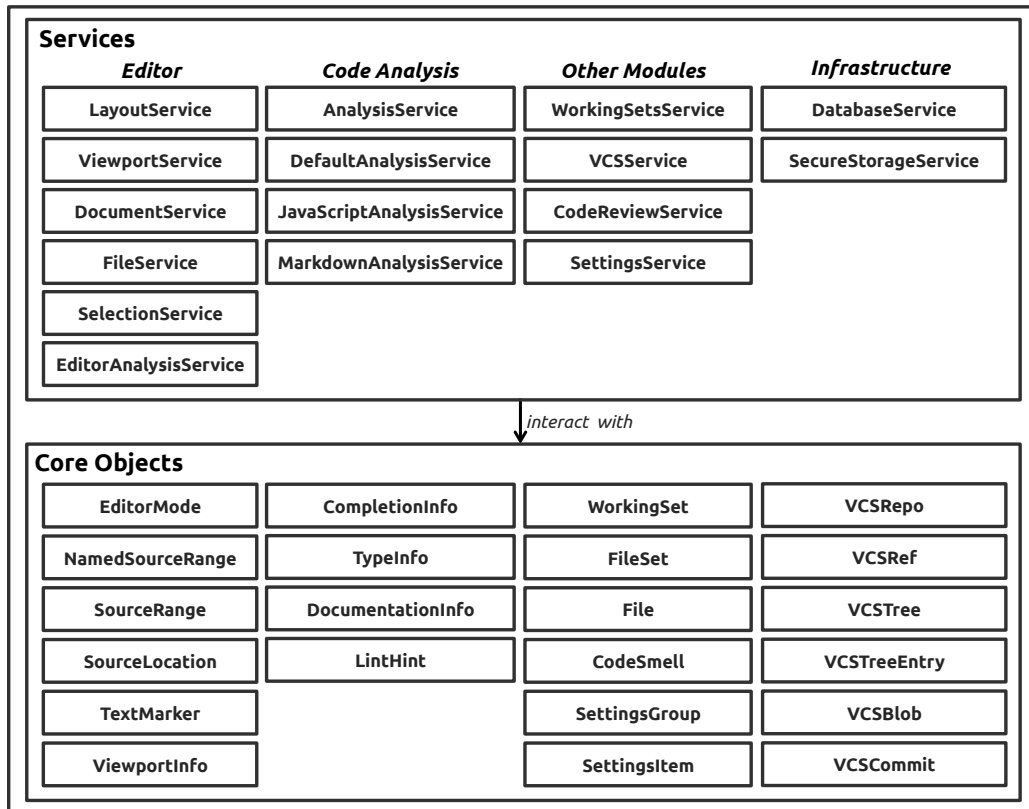 Services
Editor
LayoutService
ViewportService
DocumentService
FileService
SelectionService
EditorAnalysisService
Code Analysis
AnalysisService
DefaultAnalysisService
JavaScriptAnalysisService
MarkdownAnalysisService
Other Modules
WorkingSetsService
VCSService
CodeReviewService
SettingsService
Infrastructure
DatabaseService
SecureStorageService
interact with
Core Objects
EditorMode
NamedSourceRange
SourceRange
SourceLocation
TextMarker
ViewportInfo
CompletionInfo
TypeInfo
DocumentationInfo
LintHint
WorkingSet
FileSet
File
CodeSmell
SettingsGroup
SettingsItem
VCSRepo
VCSRef
VCSTree
VCSTreeEntry
VCSBlob
VCSCommit